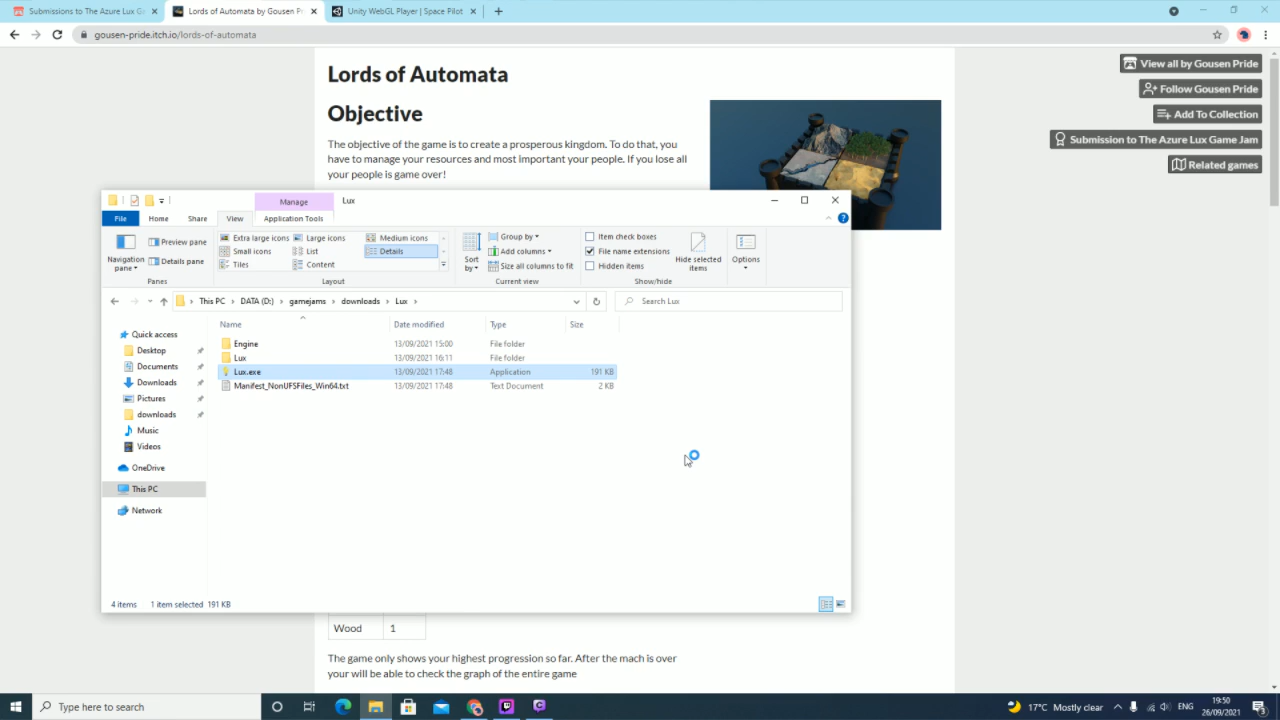 Submissions to The Azure Lux G
Lords of Automata by Gousen Pr
Unity WebGL Player | Space Pilot
gousen-pride.itch.io/lords-of-automata
View all by Gousen Pride
Follow Gousen Pride
Add To Collection
Submission to The Azure Lux Game Jam
Related games
Lords of Automata
Objective
The objective of the game is to create a prosperous kingdom. To do that, you
have to manage your resources and most important your people. If you lose all
your people is game over!
Manage
Lux
File
Home
Share
View
Application Tools
Navigation
pane
Preview pane
Details pane
Panes
Extra large icons
Large icons
Medium icons
Small icons
List
Details
Tiles
Content
Layout
Sort
by
Group by
Add columns
Size all columns to fit
Current view
Item check boxes
File name extensions
Hidden items
Hide selected
items
Show/hide
Options
This PC
DATA (D:)
gamejams
downloads
Lux
Search Lux
Quick access
Desktop
Documents
Downloads
Pictures
downloads
Music
Videos
OneDrive
This PC
Network
Name Date modified Type Size
Engine 13/09/2021 15:00 File folder
Lux 13/09/2021 16:11 File folder
Lux.exe 13/09/2021 17:48 Application 191 KB
Manifest_NonUFSFiles_Win64.txt 13/09/2021 17:48 Text Document 2 KB
4 items 1 item selected 191 KB
Wood 1
The game only shows your highest progression so far. After the mach is over
your will be able to check the graph of the entire game
Type here to search
17°C Mostly clear
ENG
19:50
26/09/2021
3